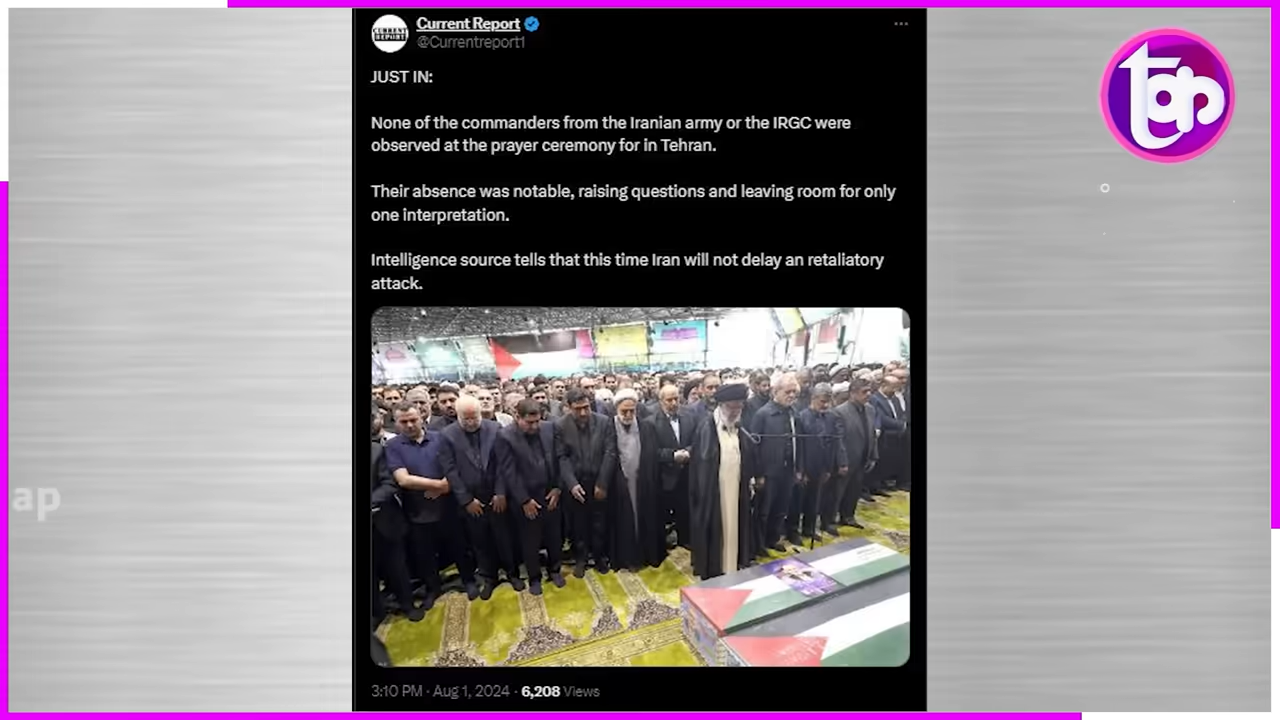 CURRENT
REPORT
Current Report
@Currentreport1
JUST IN:
None of the commanders from the Iranian army or the IRGC were
observed at the prayer ceremony for in Tehran.
Their absence was notable, raising questions and leaving room for only
one interpretation.
Intelligence source tells that this time Iran will not delay an retaliatory
attack.
3:10 PM · Aug 1, 2024 · 6,208 Views
ap